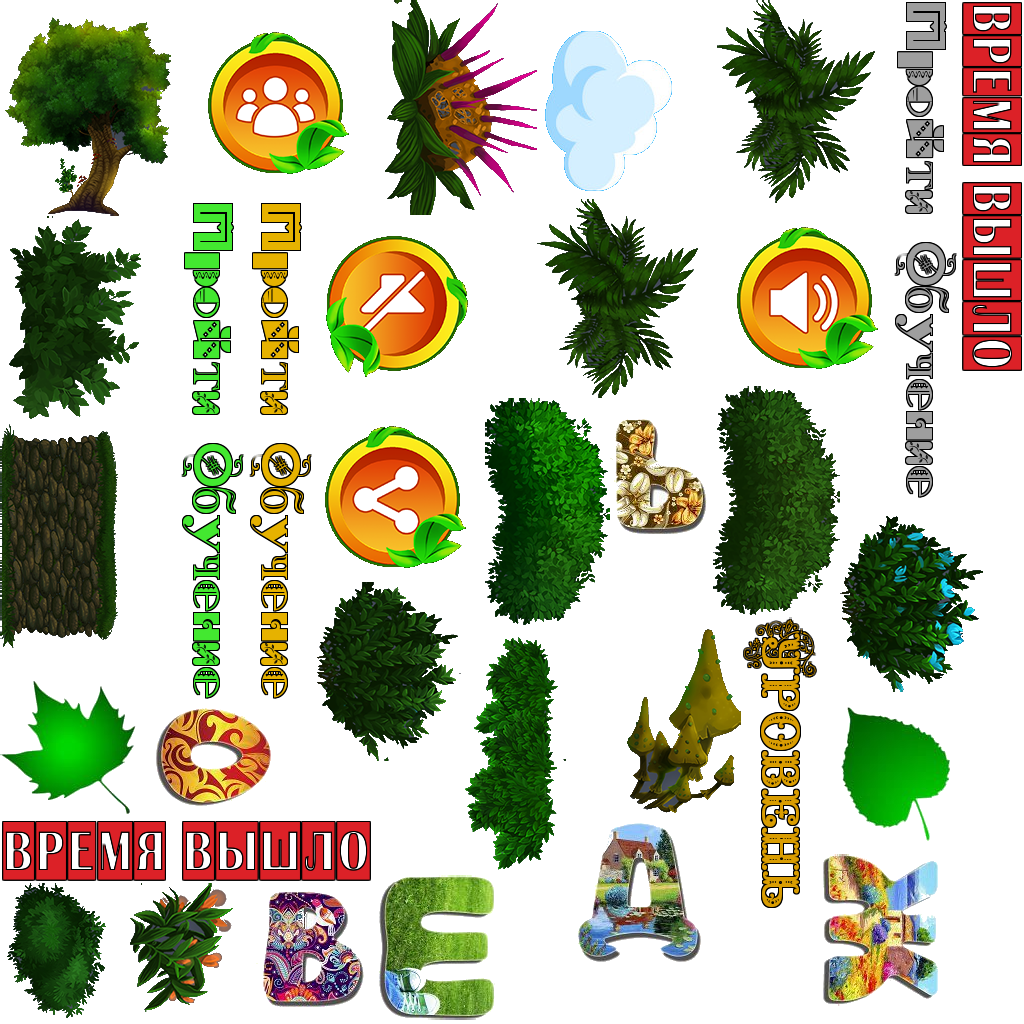 ВРЕМЯ ВЫШЛО
Пройти Обучение
Пройти Обучение
Пройти Обучение
Ь
УРОВЕНЬ
О
ВРЕМЯ ВЫШЛО
В
Е
Д
Ж